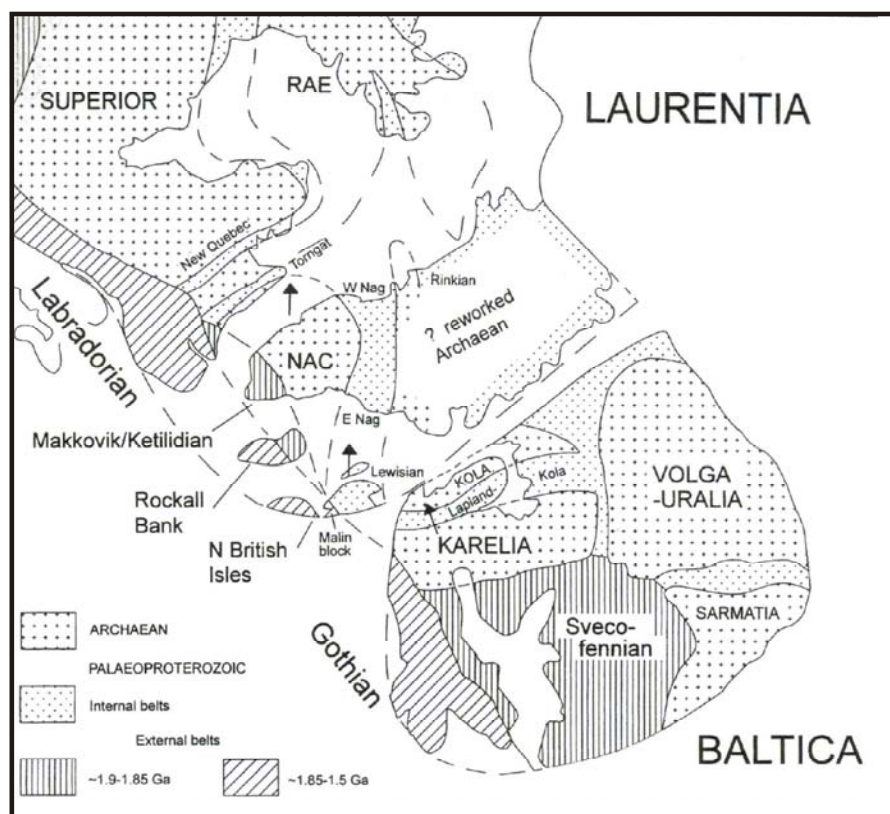 SUPERIOR
RAE
LAURENTIA
New Quebec
Torngat
W Nag
Rinkian
? reworked
Archaean
Labradorian
NAC
Makkovik/Ketilidian
E Nag
Lewisian
Rockall
Bank
N British
Isles
Malin
block
KOLA
Lapland-
Kola
VOLGA
-URALIA
KARELIA
SARMATIA
Sveco-
fennian
Gothian
BALTICA
ARCHAEAN
PALAEOPROTEROZOIC
Internal belts
External belts
~1.9-1.85 Ga
~1.85-1.5 Ga